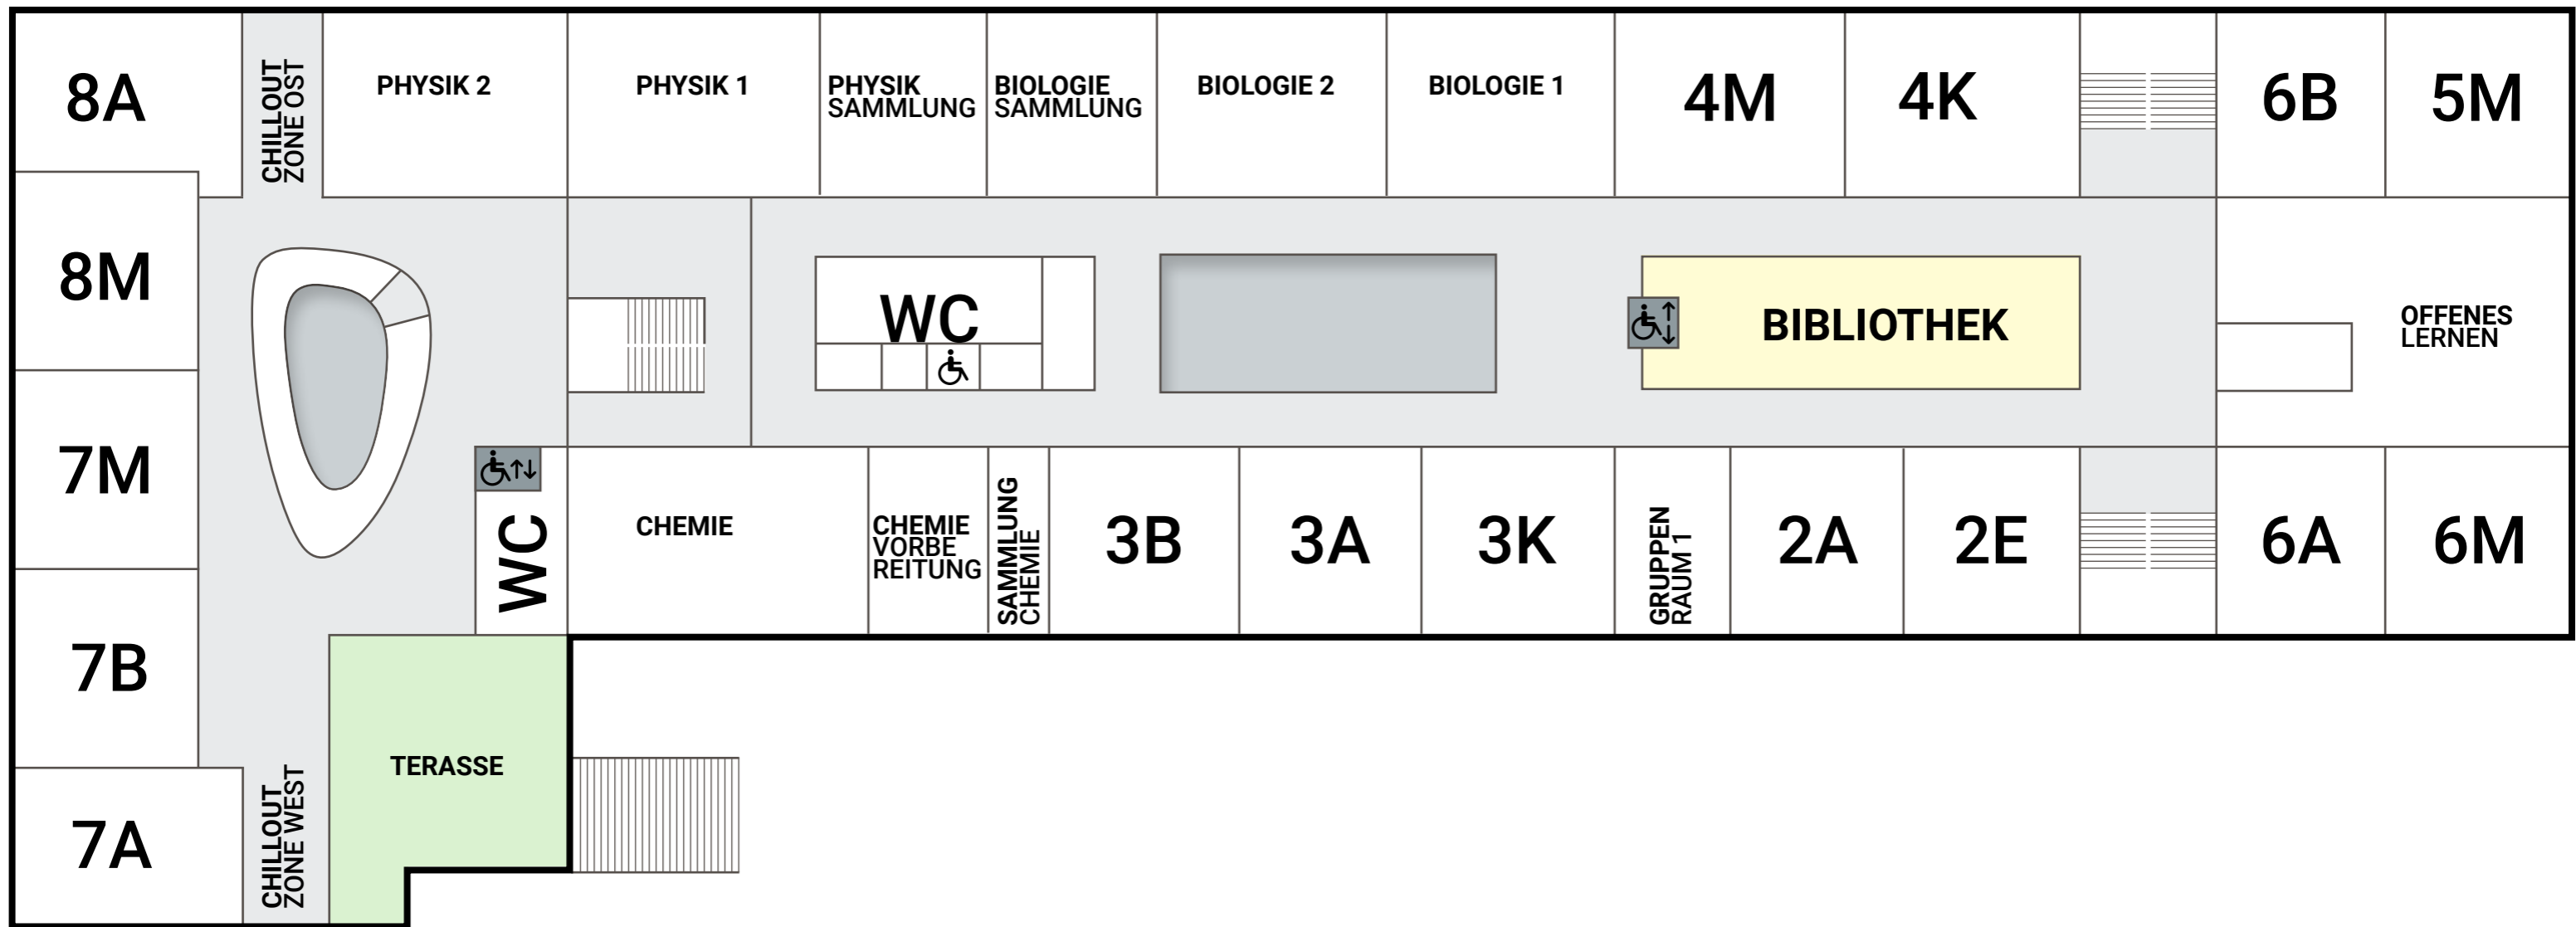 8A
CHILLOUT
ZONE OST
PHYSIK 2
PHYSIK 1
PHYSIK
SAMMLUNG
BIOLOGIE
SAMMLUNG
BIOLOGIE 2
BIOLOGIE 1
4M
4K
6B
5M
8M
WC
BIBLIOTHEK
OFFENES
LERNEN
7M
WC
CHEMIE
CHEMIE
VORBE
REITUNG
SAMMLUNG
CHEMIE
3B
3A
3K
GRUPPEN
RAUM 1
2A
2E
6A
6M
7B
TERASSE
7A
CHILLOUT
ZONE WEST